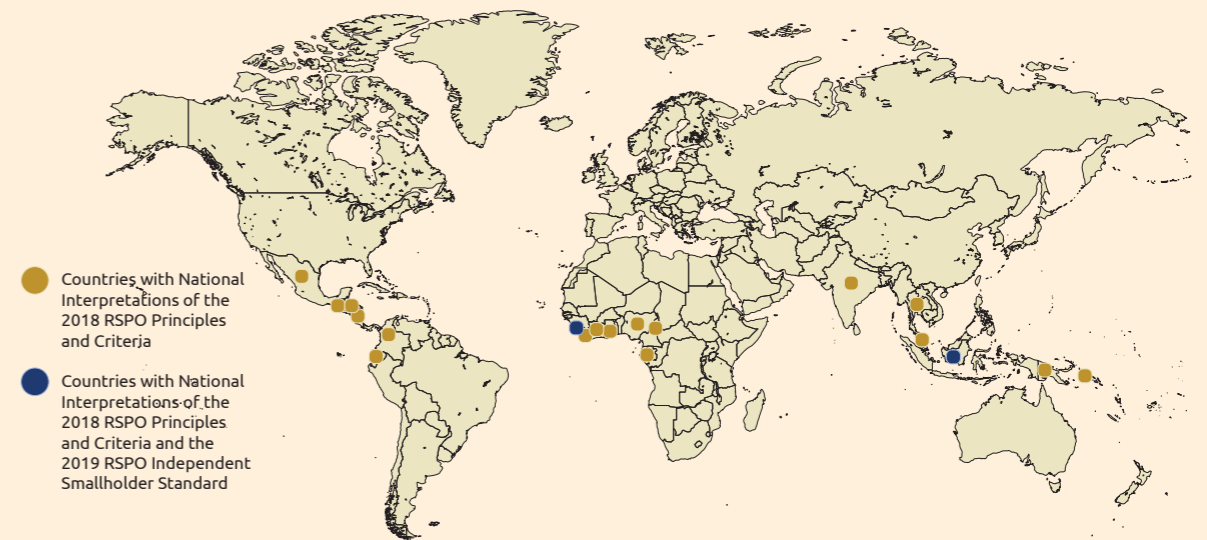 Countries with National
Interpretations of the
2018 RSPO Principles
and Criteria
Countries with National
Interpretations of the
2018 RSPO Principles
and Criteria and the
2019 RSPO Independent
Smallholder Standard